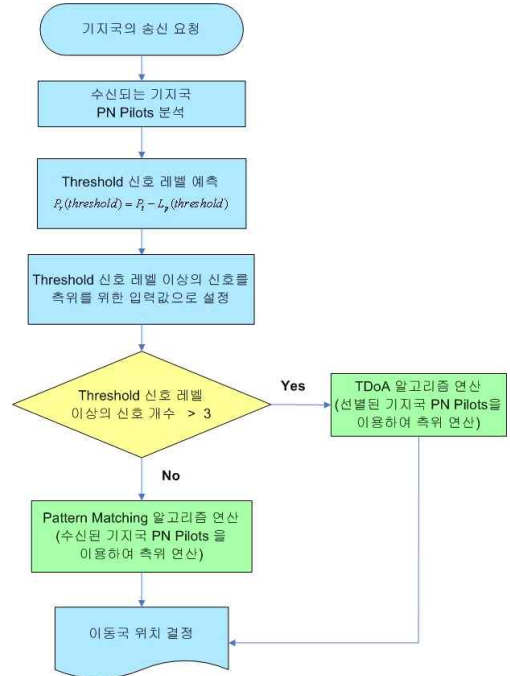 기지국의 송신 요청
수신되는 기지국
PN Pilots 분석
Threshold 신호 레벨 예측
P_r(threshold) = P_t − L_p(threshold)
Threshold 신호 레벨 이상의 신호를
측위를 위한 입력값으로 설정
Threshold 신호 레벨
이상의 신호 개수 > 3
Yes
TDoA 알고리즘 연산
(선별된 기지국 PN Pilots을
이용하여 측위 연산)
No
Pattern Matching 알고리즘 연산
(수신된 기지국 PN Pilots 을
이용하여 측위 연산)
이동국 위치 결정